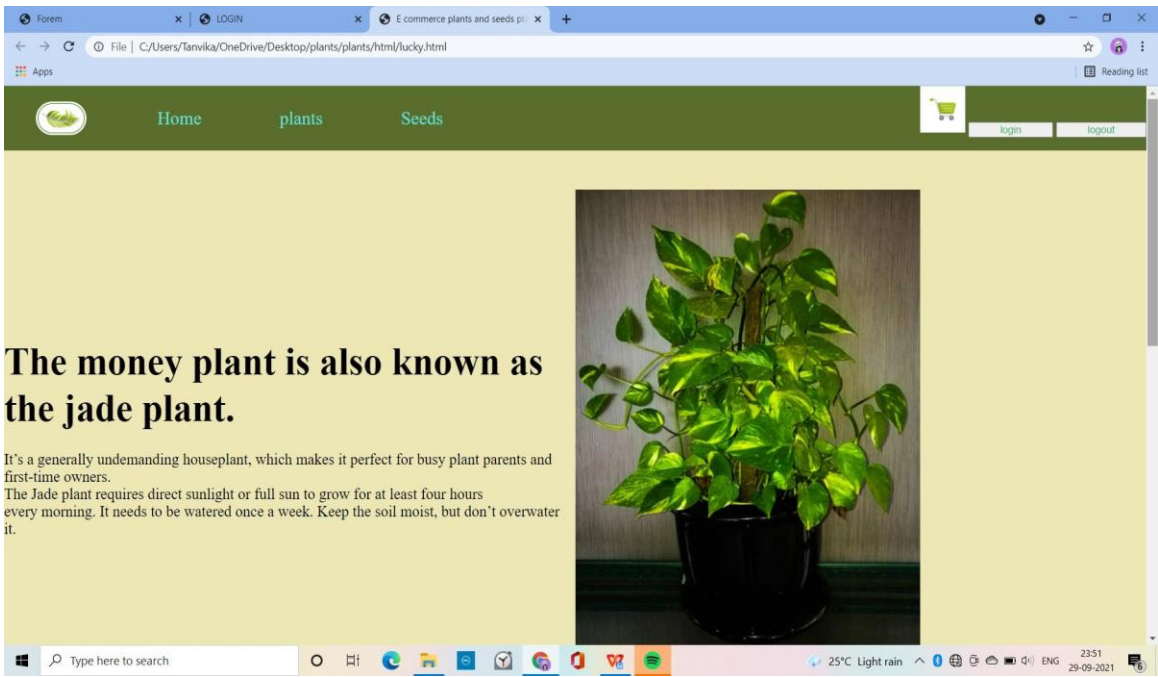 Forem
LOGIN
E commerce plants and seeds pl
File | C:/Users/Tanvika/OneDrive/Desktop/plants/plants/html/lucky.html
Apps
Reading list
Home
plants
Seeds
login
logout
The money plant is also known as
the jade plant.
It’s a generally undemanding houseplant, which makes it perfect for busy plant parents and
first-time owners.
The Jade plant requires direct sunlight or full sun to grow for at least four hours
every morning. It needs to be watered once a week. Keep the soil moist, but don’t overwater
it.
Type here to search
25°C Light rain
ENG
23:51
29-09-2021
6